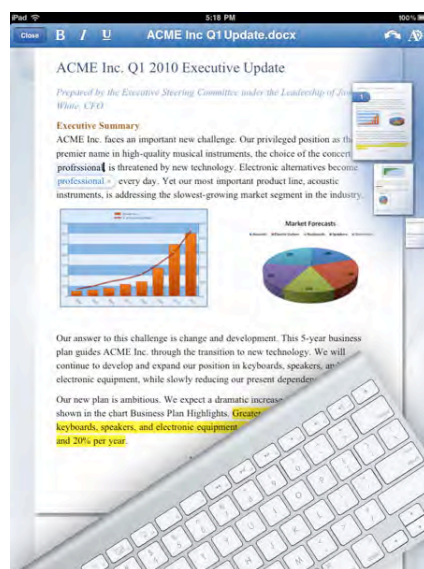 iPad 5:18 PM 100%
Close B I U ACME Inc Q1 Update.docx
ACME Inc. Q1 2010 Executive Update
Prepared by the Executive Steering Committee under the Leadership of
White, CFO
Executive Summary
ACME Inc. faces an important new challenge. Our privileged position as the
premier name in high-quality musical instruments, the choice of the concert
profssional, is threatened by new technology. Electronic alternatives become
professional × every day. Yet our most important product line, acoustic
instruments, is addressing the slowest-growing market segment in the industry.
Market Forecasts
Our answer to this challenge is change and development. This 5-year business
plan guides ACME Inc. through the transition to new technology. We will
continue to develop and expand our position in keyboards, speakers, and
electronic equipment, while slowly reducing our present
Our new plan is ambitious. We expect a dramatic increase
shown in the chart Business Plan Highlights. Greater
keyboards, speakers, and electronic equipment
and 20% per year.